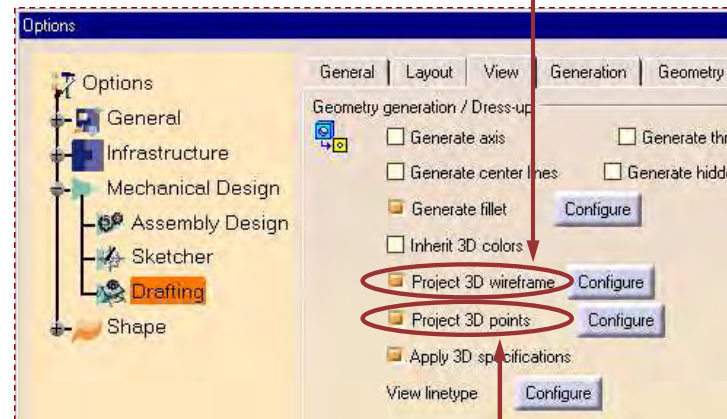 Options
Options
General
Infrastructure
Mechanical Design
Assembly Design
Sketcher
Drafting
Shape
General Layout View Generation Geometry
Geometry generation / Dress-up
Generate axis Generate
Generate center lines Generate
Generate fillet Configure
Inherit 3D colors
Project 3D wireframe Configure
Project 3D points Configure
Apply 3D specifications
View linetype Configure